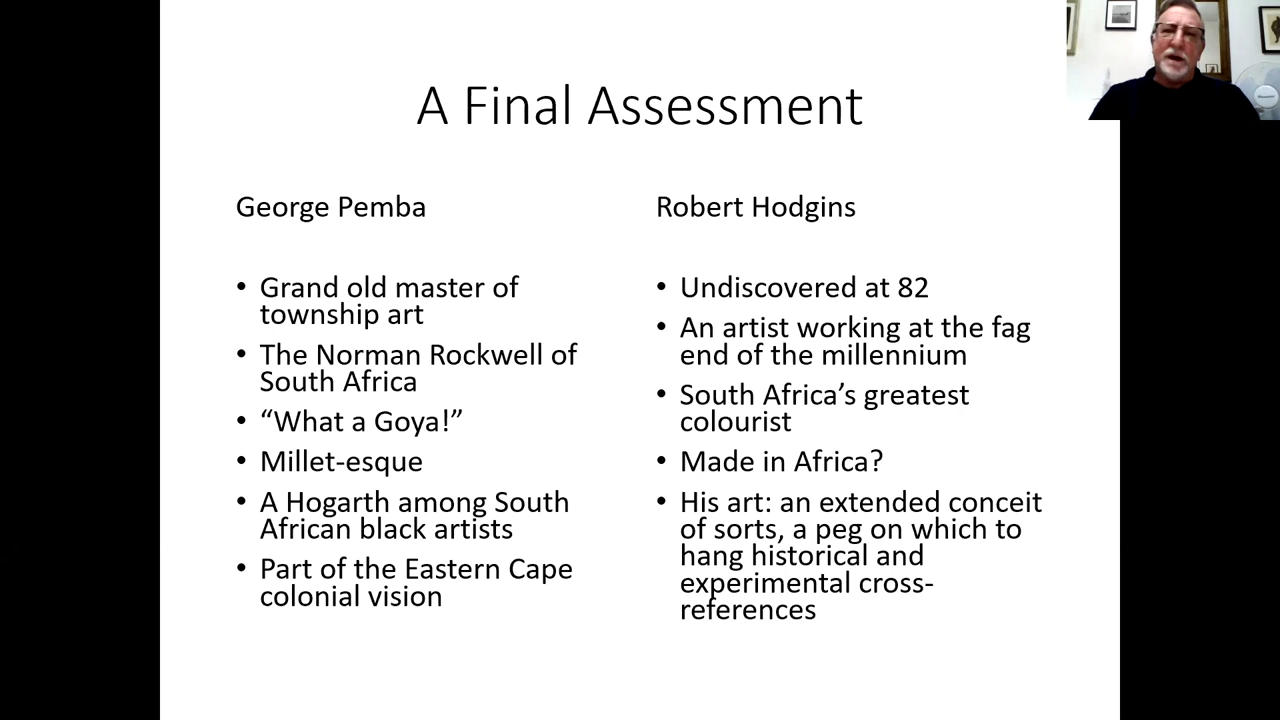 A Final Assessment
George Pemba
• Grand old master of
township art
• The Norman Rockwell of
South Africa
• “What a Goya!”
• Millet-esque
• A Hogarth among South
African black artists
• Part of the Eastern Cape
colonial vision
Robert Hodgins
• Undiscovered at 82
• An artist working at the fag
end of the millennium
• South Africa’s greatest
colourist
• Made in Africa?
• His art: an extended conceit
of sorts, a peg on which to
hang historical and
experimental cross-
references